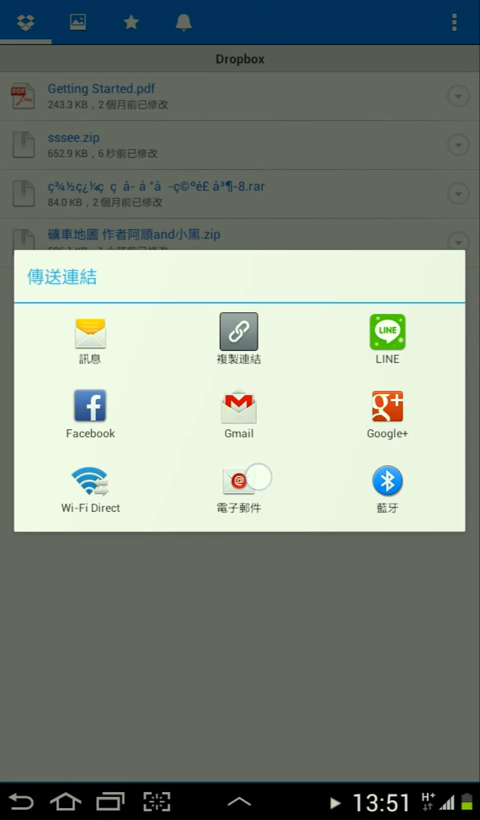 Dropbox
Getting Started.pdf
243.3 KB，2 個月前已修改
sssee.zip
652.9 KB，6 秒前已修改
84.0 KB，2 個月前已修改
礦車地圖 作者阿順and小黑.zip
傳送連結
訊息
複製連結
LINE
LINE
Facebook
Gmail
Google+
Wi-Fi Direct
電子郵件
藍牙
13:51
H+